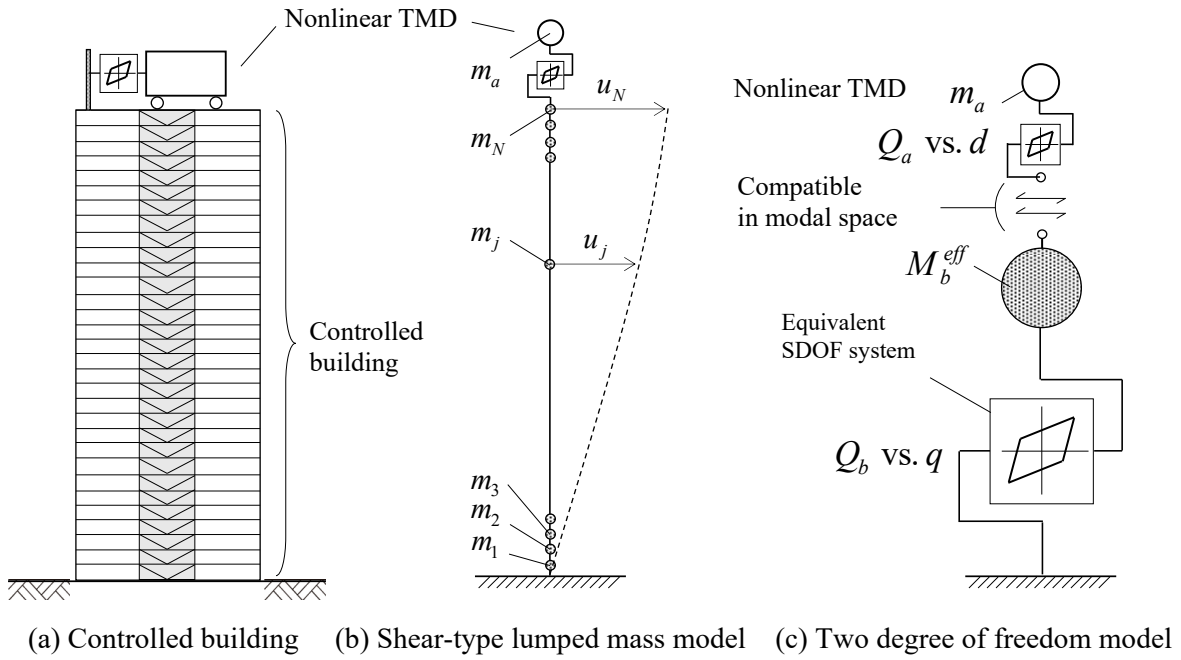 Nonlinear TMD
Controlled
building
(a) Controlled building
m_a
u_N
m_N
m_j
u_j
m_3
m_2
m_1
(b) Shear-type lumped mass model
Nonlinear TMD
m_a
Q_a vs. d
Compatible
in modal space
M_b^{eff}
Equivalent
SDOF system
Q_b vs. q
(c) Two degree of freedom model